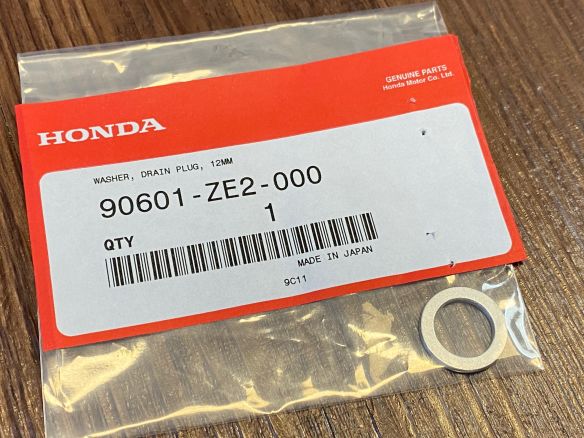 GENUINE PARTS
Honda Motor Co. Ltd.
HONDA
WASHER, DRAIN PLUG, 12MM
90601-ZE2-000
QTY 1
MADE IN JAPAN
9C11